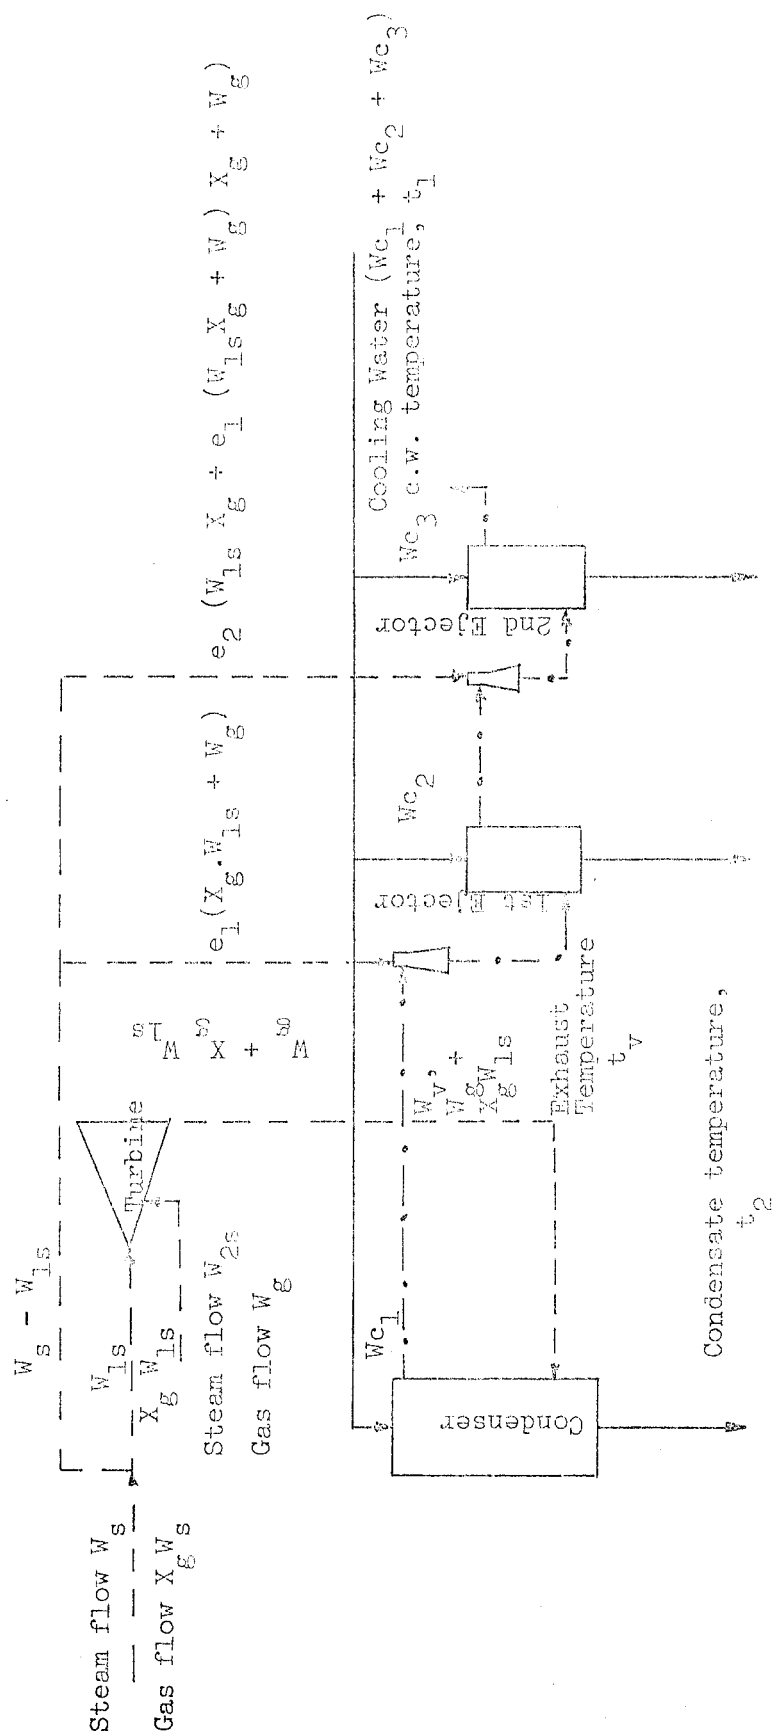 Steam flow W_s
Gas flow X_g W_s
W_s - W_1s
W_1s
X_g W_1s
Turbine
Steam flow W_2s
Gas flow W_g
W_g + X_g W_1s
e_1(X_g.W_1s + W_g)
e_2 (W_1s X_g + e_1 (W_1s X_g + W_g) X_g + W_g)
Wc_1
Condenser
W_v, +
W_g
X_g W_1s
Exhaust
Temperature
t_v
1st Ejector
Wc_2
2nd Ejector
Wc_3
Cooling Water (Wc_1 + Wc_2 + Wc_3)
c.w. temperature, t_1
Condensate temperature,
t_2